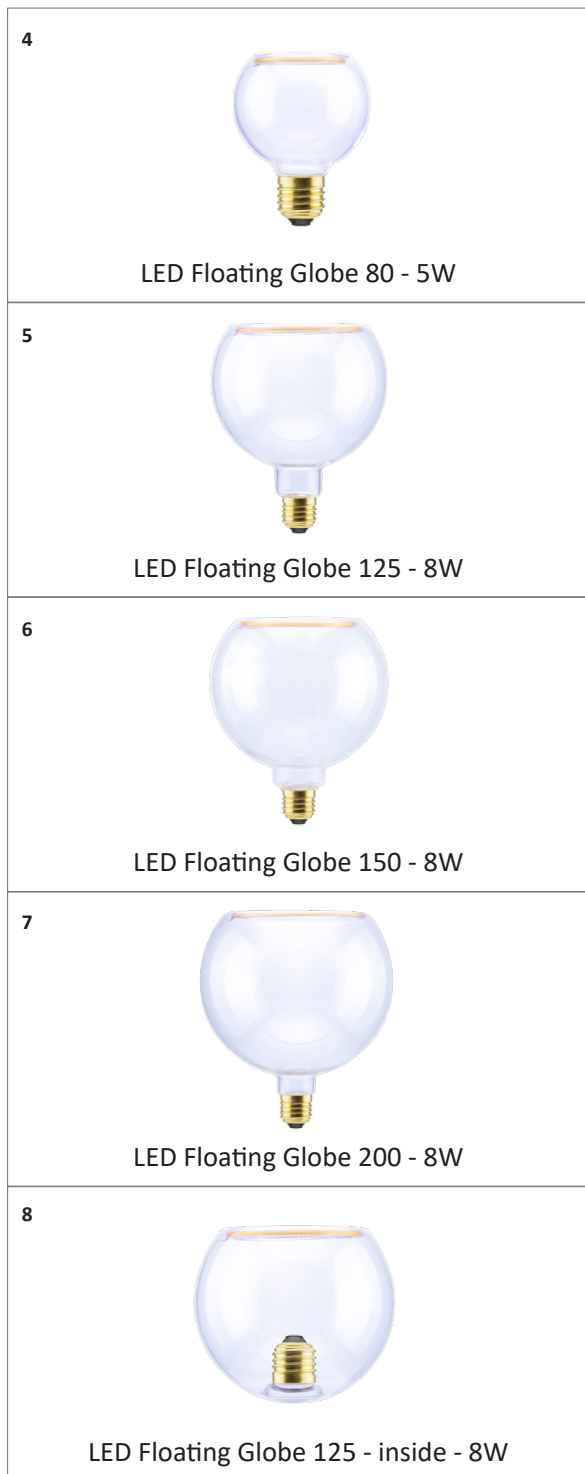 4
LED Floating Globe 80 - 5W
5
LED Floating Globe 125 - 8W
6
LED Floating Globe 150 - 8W
7
LED Floating Globe 200 - 8W
8
LED Floating Globe 125 - inside - 8W